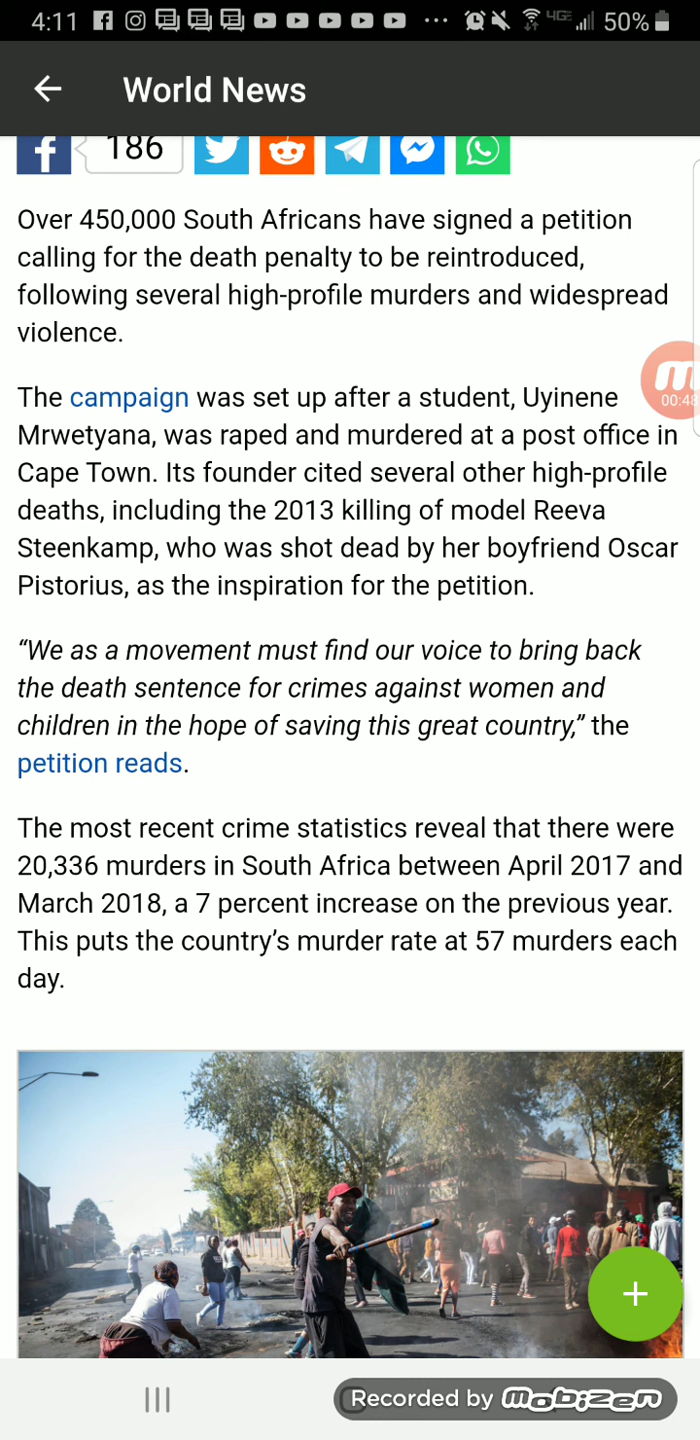 4:11 4GE 50%
World News
186
Over 450,000 South Africans have signed a petition
calling for the death penalty to be reintroduced,
following several high-profile murders and widespread
violence.
The campaign was set up after a student, Uyinene
Mrwetyana, was raped and murdered at a post office in
Cape Town. Its founder cited several other high-profile
deaths, including the 2013 killing of model Reeva
Steenkamp, who was shot dead by her boyfriend Oscar
Pistorius, as the inspiration for the petition.
00:48
“We as a movement must find our voice to bring back
the death sentence for crimes against women and
children in the hope of saving this great country,” the
petition reads.
The most recent crime statistics reveal that there were
20,336 murders in South Africa between April 2017 and
March 2018, a 7 percent increase on the previous year.
This puts the country’s murder rate at 57 murders each
day.
Recorded by mobizen